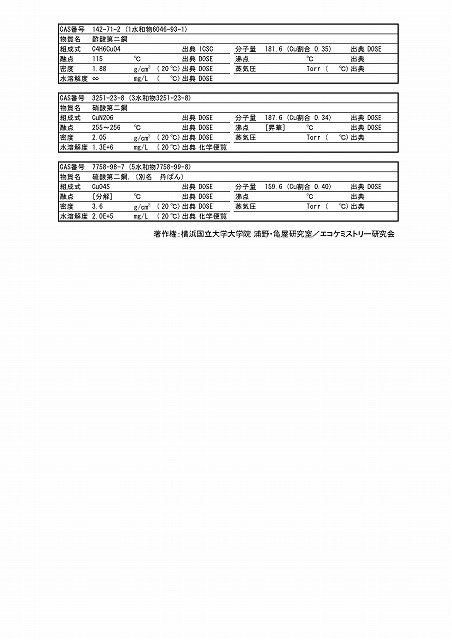 CAS番号 142-71-2 (1水和物6046-93-1)
物質名 酢酸第二銅
組成式 C4H6CuO4 出典 ICSC 分子量 181.6 (Cu割合 0.35) 出典 DOSE
融点 115 ℃ 出典 DOSE 沸点 ℃ 出典
密度 1.88 g/cm³ (20℃) 出典 DOSE 蒸気圧 Torr ( ℃) 出典
水溶解度 ∞ mg/L ( ℃) 出典 DOSE
CAS番号 3251-23-8 (3水和物3251-23-8)
物質名 硝酸第二銅
組成式 CuN2O6 出典 DOSE 分子量 187.6 (Cu割合 0.34) 出典 DOSE
融点 255～256 ℃ 出典 DOSE 沸点 [昇華] ℃ 出典
密度 2.05 g/cm³ (20℃) 出典 DOSE 蒸気圧 Torr ( ℃) 出典
水溶解度 1.3E+6 mg/L (20℃) 出典 化学便覧
CAS番号 7758-98-7 (5水和物7758-99-8)
物質名 硫酸第二銅, (別名 丹ばん)
組成式 CuO4S 出典 DOSE 分子量 159.6 (Cu割合 0.40) 出典 DOSE
融点 [分解] ℃ 出典 DOSE 沸点 ℃ 出典
密度 3.6 g/cm³ (20℃) 出典 DOSE 蒸気圧 Torr ( ℃) 出典
水溶解度 2.0E+5 mg/L (20℃) 出典 化学便覧
著作権：横浜国立大学大学院 浦野・亀屋研究室／エコケミストリー研究会